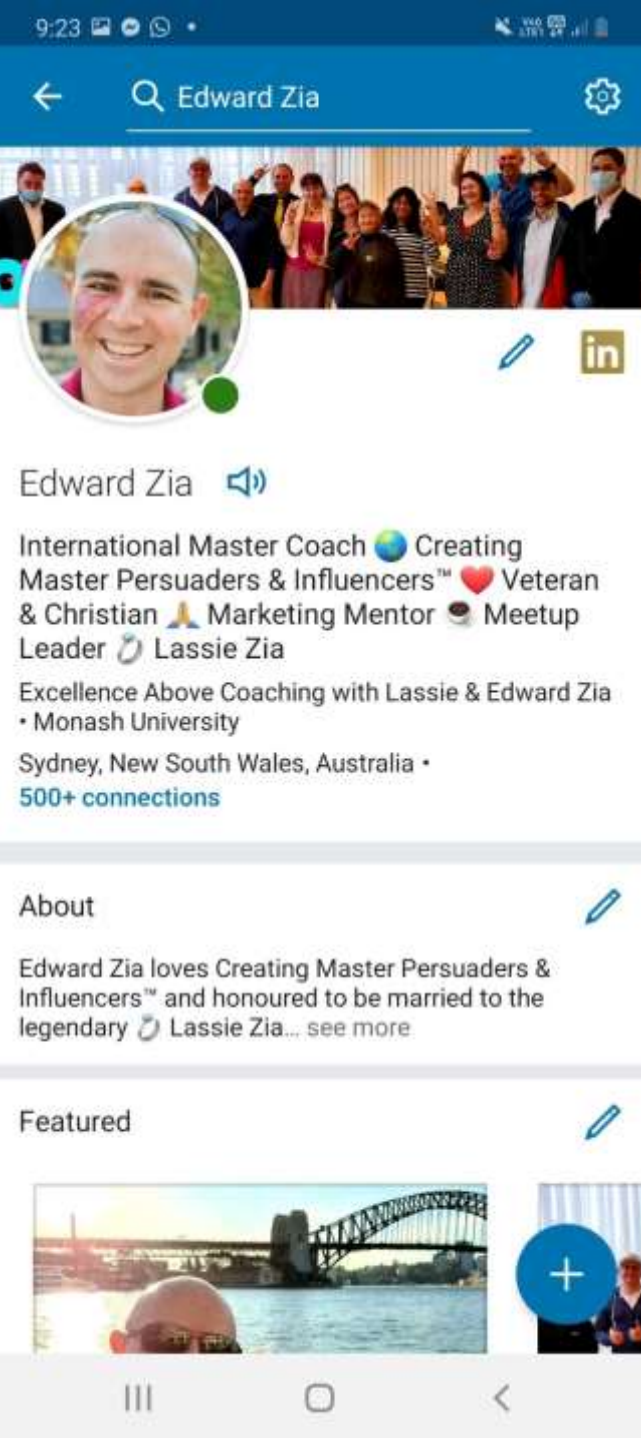 9:23
Edward Zia
in
Edward Zia
International Master Coach 🌏 Creating
Master Persuaders & Influencers™ ❤️ Veteran
& Christian 🙏 Marketing Mentor ☕ Meetup
Leader 💍 Lassie Zia
Excellence Above Coaching with Lassie & Edward Zia
• Monash University
Sydney, New South Wales, Australia •
500+ connections
About
Edward Zia loves Creating Master Persuaders &
Influencers™ and honoured to be married to the
legendary 💍 Lassie Zia... see more
Featured